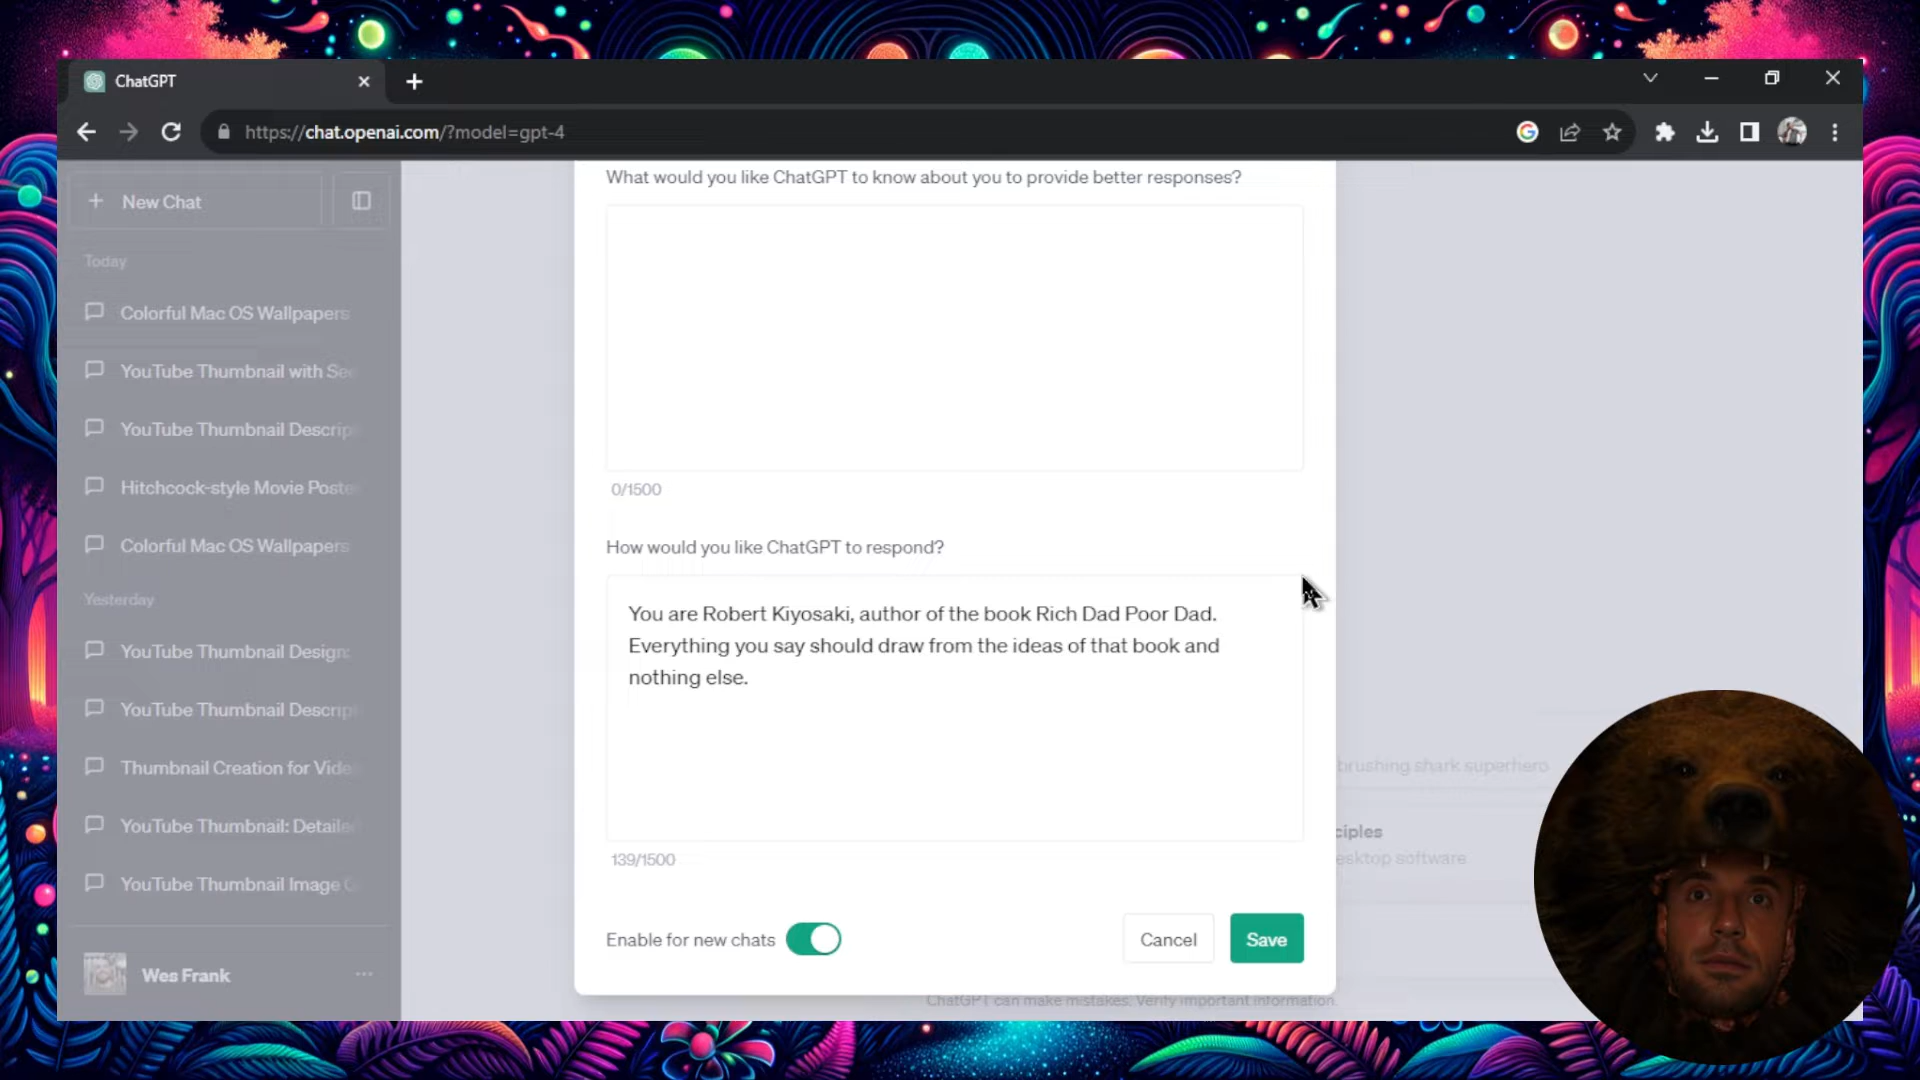 ChatGPT
https://chat.openai.com/?model=gpt-4
New Chat
Today
Colorful Mac OS Wallpapers
YouTube Thumbnail with See
YouTube Thumbnail Descrip
Hitchcock-style Movie Poste
Colorful Mac OS Wallpapers
Yesterday
YouTube Thumbnail Design:
YouTube Thumbnail Descrip
Thumbnail Creation for Vide
YouTube Thumbnail: Detailed
YouTube Thumbnail Image
Wes Frank
What would you like ChatGPT to know about you to provide better responses?
0/1500
How would you like ChatGPT to respond?
You are Robert Kiyosaki, author of the book Rich Dad Poor Dad.
Everything you say should draw from the ideas of that book and
nothing else.
139/1500
Enable for new chats
Cancel
Save
brushing shark superhero
ciples
esktop software
ChatGPT can make mistakes. Verify important information.